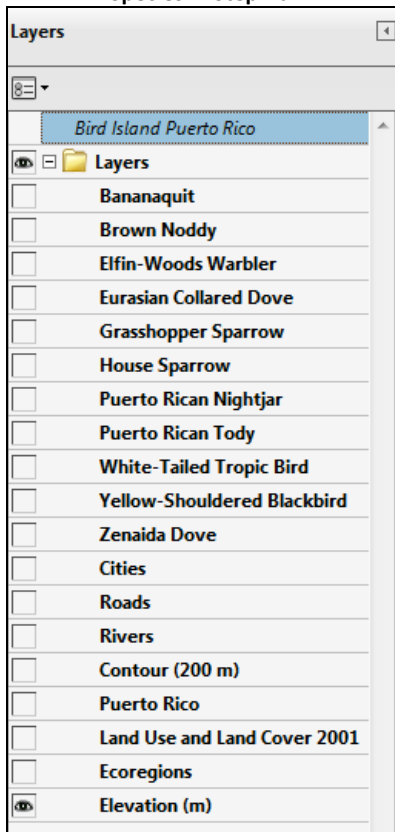 Layers
Bird Island Puerto Rico
Layers
Bananaquit
Brown Noddy
Elfin-Woods Warbler
Eurasian Collared Dove
Grasshopper Sparrow
House Sparrow
Puerto Rican Nightjar
Puerto Rican Tody
White-Tailed Tropic Bird
Yellow-Shouldered Blackbird
Zenaida Dove
Cities
Roads
Rivers
Contour (200 m)
Puerto Rico
Land Use and Land Cover 2001
Ecoregions
Elevation (m)